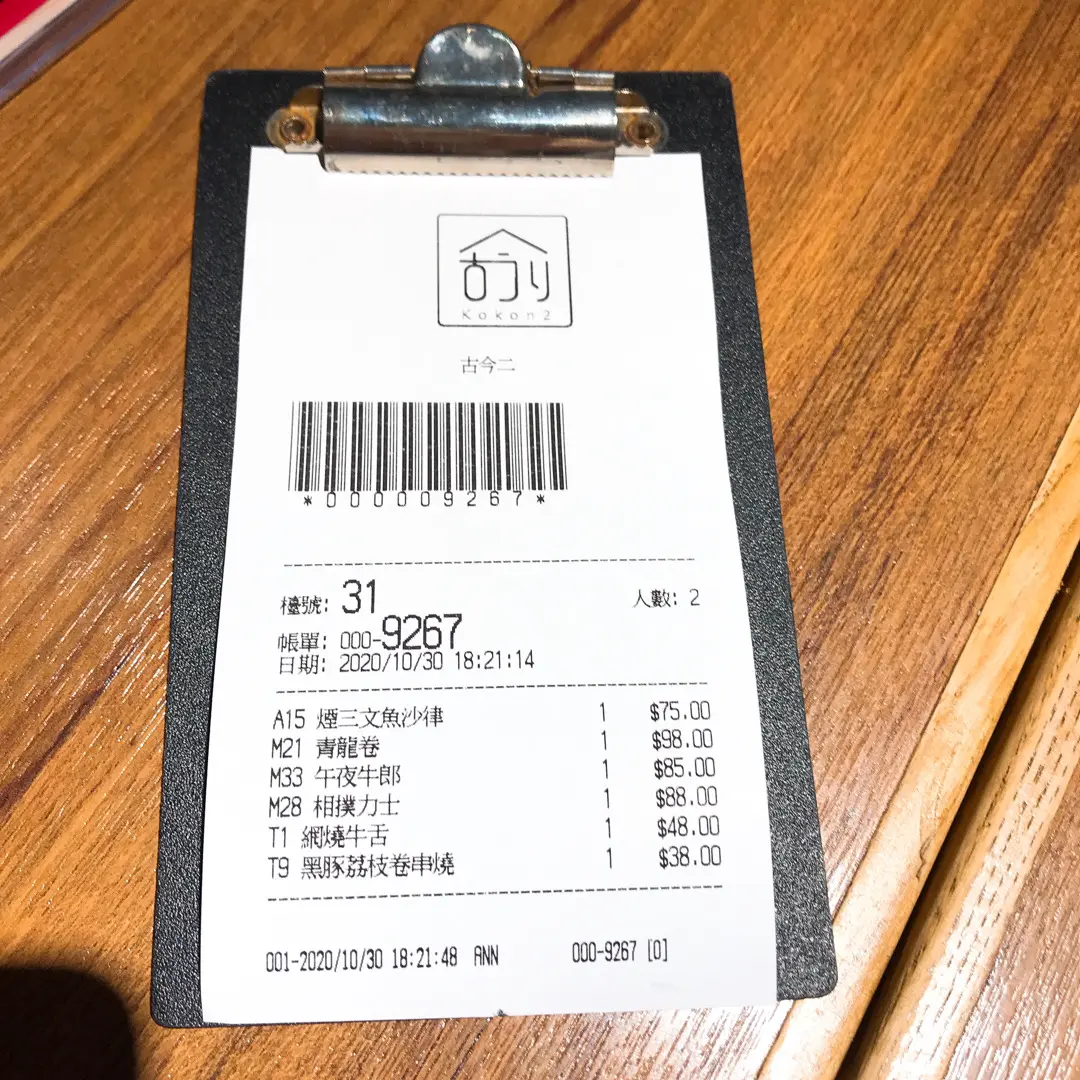 古今り
Kokon2
古今二
*000009267*
檯號: 31 人數: 2
帳單: 000-9267
日期: 2020/10/30 18:21:14
A15 煙三文魚沙律 1 $75.00
M21 青龍卷 1 $98.00
M33 午夜牛郎 1 $85.00
M28 相撲力士 1 $88.00
T1 網燒牛舌 1 $48.00
T9 黑豚荔枝卷串燒 1 $38.00
001-2020/10/30 18:21:48 ANN 000-9267 [0]